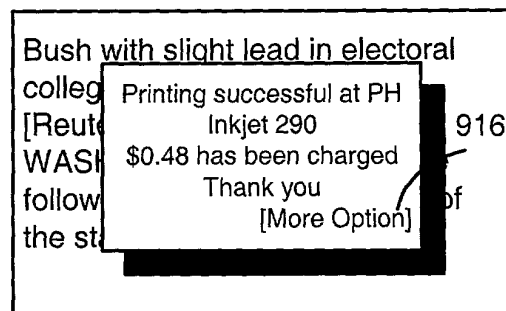 Bush with slight lead in electoral
colleg
[Reute
WASH
follow
the sta
of
Printing successful at PH
Inkjet 290
$0.48 has been charged
Thank you
[More Option]
916